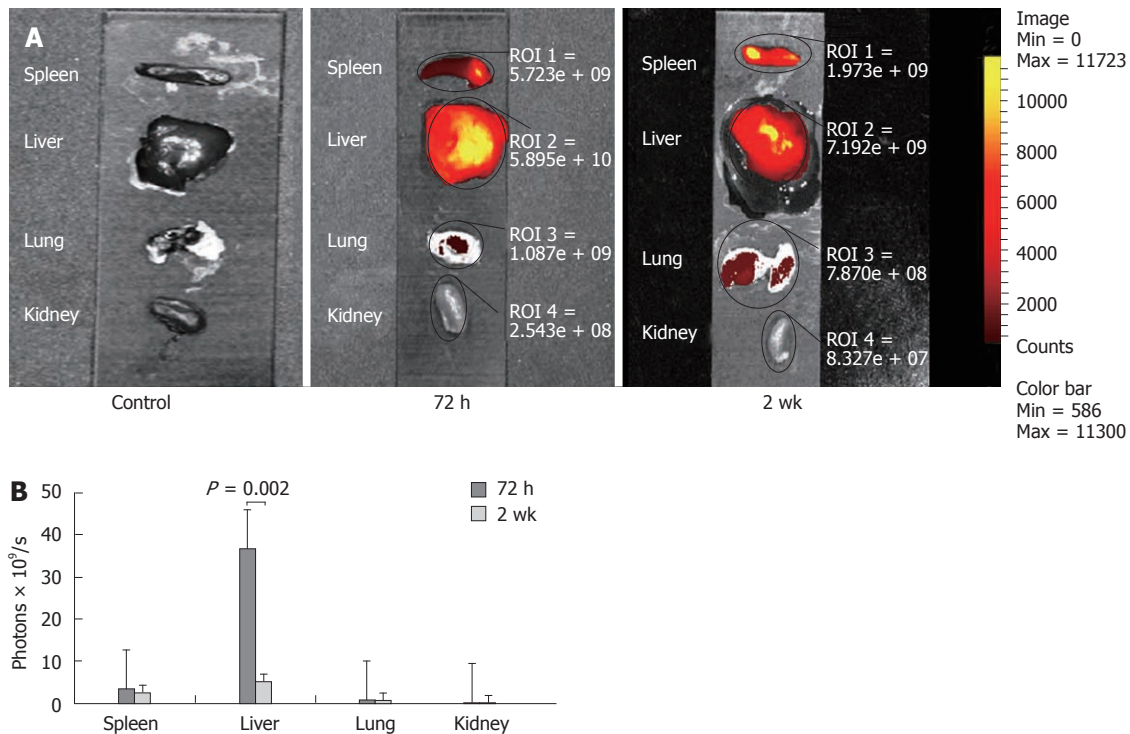 A
Spleen
Liver
Lung
Kidney
Control
Spleen
Liver
Lung
Kidney
ROI 1 =
5.723e + 09
ROI 2 =
5.895e + 10
ROI 3 =
1.087e + 09
ROI 4 =
2.543e + 08
72 h
Spleen
Liver
Lung
Kidney
ROI 1 =
1.973e + 09
ROI 2 =
7.192e + 09
ROI 3 =
7.870e + 08
ROI 4 =
8.327e + 07
2 wk
Image
Min = 0
Max = 11723
10000
8000
6000
4000
2000
Counts
Color bar
Min = 586
Max = 11300
B
Photons × 10⁹/s
50
40
30
20
10
0
P = 0.002
72 h
2 wk
Spleen
Liver
Lung
Kidney